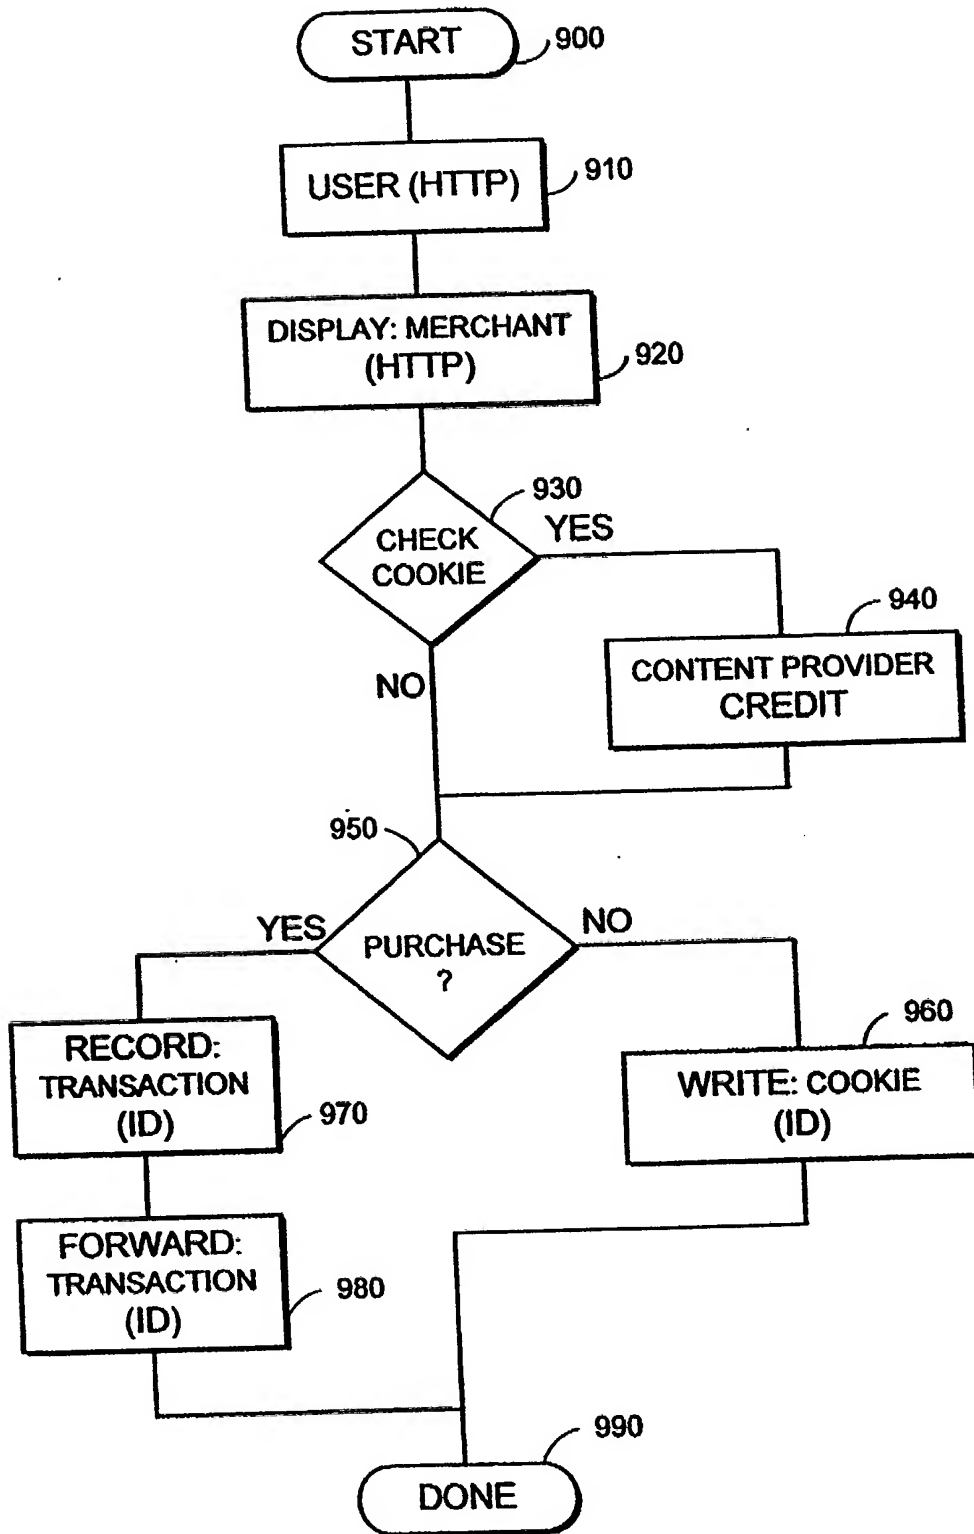 START
900
USER (HTTP)
910
DISPLAY: MERCHANT
(HTTP)
920
930
CHECK
COOKIE
YES
NO
940
CONTENT PROVIDER
CREDIT
950
PURCHASE
?
YES
NO
RECORD:
TRANSACTION
(ID)
970
960
WRITE: COOKIE
(ID)
FORWARD:
TRANSACTION
(ID)
980
990
DONE